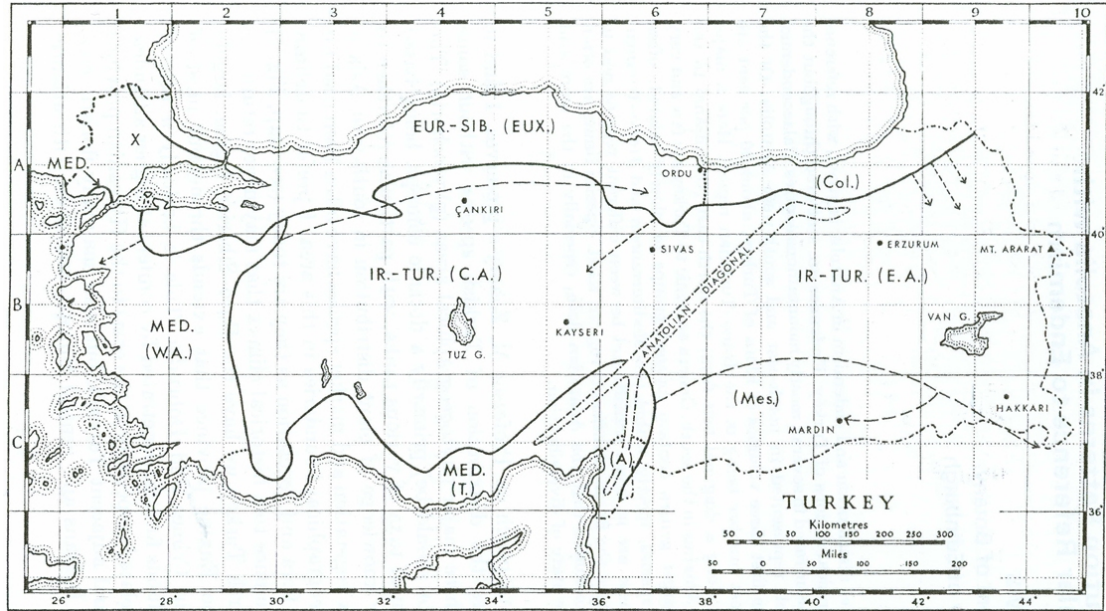 1 2 3 4 5 6 7 8 9 10
42°
EUR.-SIB. (EUX.)
X
A
MED.
ORDU
(Col.)
ÇANKIRI
40°
SIVAS
ERZURUM
MT. ARARAT
IR.-TUR. (C.A.)
IR.-TUR. (E.A.)
ANATOLIAN DIAGONAL
B
VAN G.
MED.
(W.A.)
KAYSERI
TUZ G.
38°
(Mes.)
HAKKARI
MARDIN
C
MED.
(T.)
(A)
TURKEY
36°
Kilometres
50 0 50 100 150 200 250 300
Miles
50 0 50 100 150 200
26° 28° 30° 32° 34° 36° 38° 40° 42° 44°